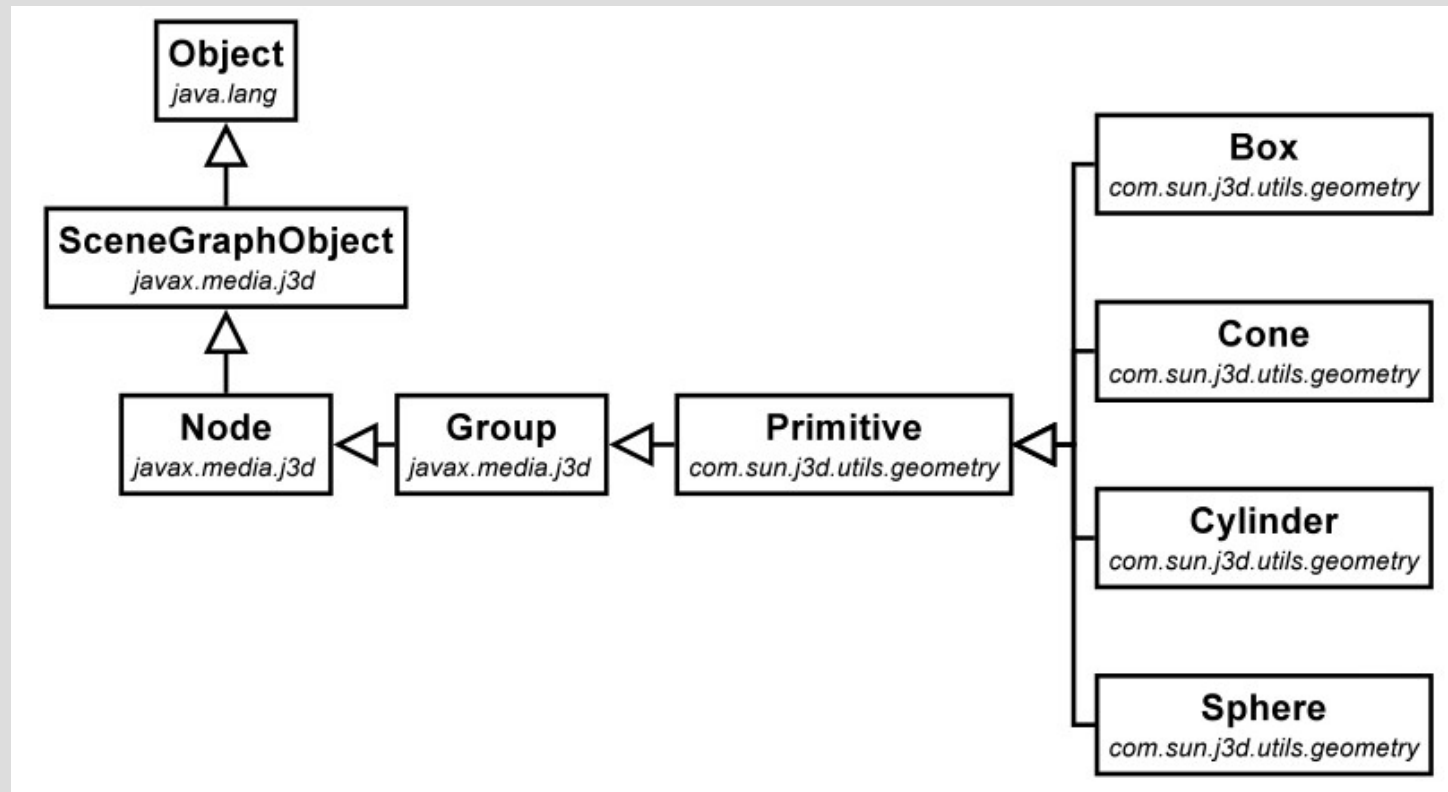 Object
java.lang
SceneGraphObject
javax.media.j3d
Node
javax.media.j3d
Group
javax.media.j3d
Primitive
com.sun.j3d.utils.geometry
Box
com.sun.j3d.utils.geometry
Cone
com.sun.j3d.utils.geometry
Cylinder
com.sun.j3d.utils.geometry
Sphere
com.sun.j3d.utils.geometry